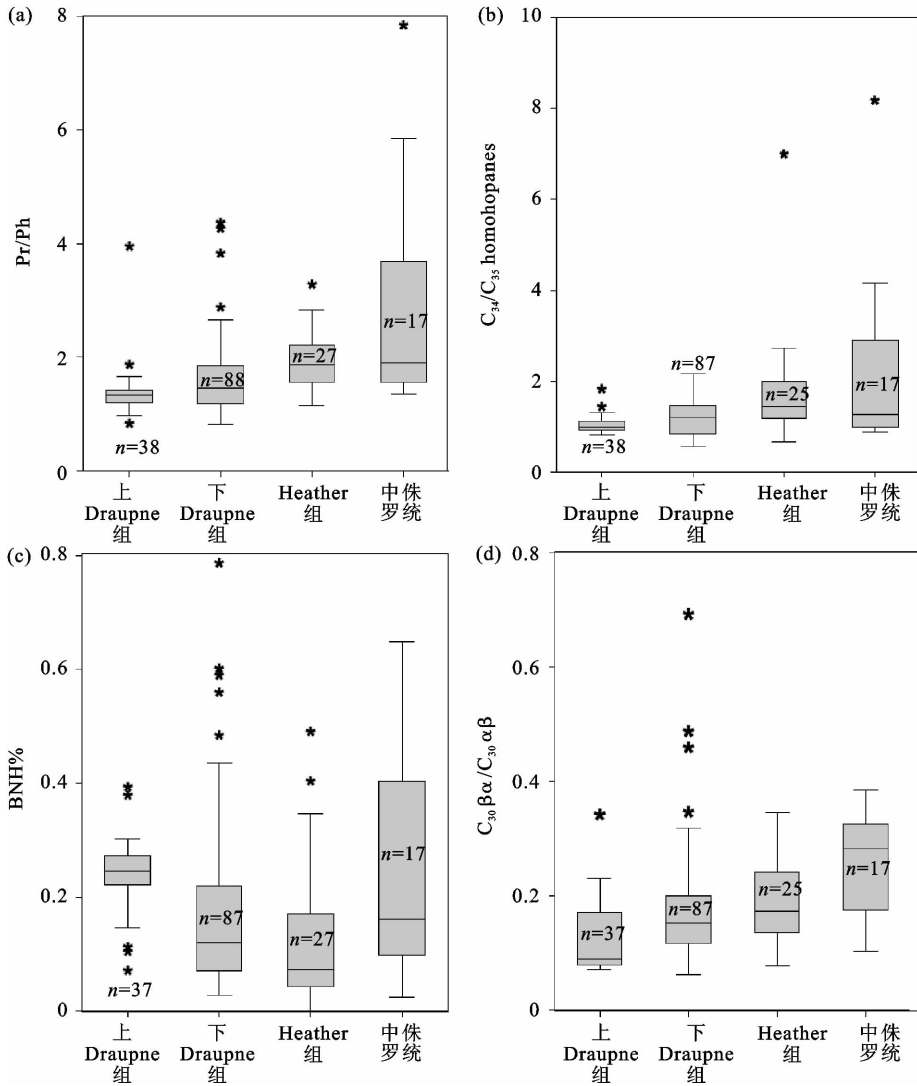 (a)
8
6
4
2
0
Pr/Ph
n=38
n=88
n=27
n=17
上
Draupne
组
下
Draupne
组
Heather
组
中侏
罗统
(b)
10
8
6
4
2
0
C₃₄/C₃₅ homohopanes
n=38
n=87
n=25
n=17
上
Draupne
组
下
Draupne
组
Heather
组
中侏
罗统
(c)
0.8
0.6
0.4
0.2
0
BNH%
n=37
n=87
n=27
n=17
上
Draupne
组
下
Draupne
组
Heather
组
中侏
罗统
(d)
0.8
0.6
0.4
0.2
0
C₃₀ βα/C₃₀ αβ
n=37
n=87
n=25
n=17
上
Draupne
组
下
Draupne
组
Heather
组
中侏
罗统